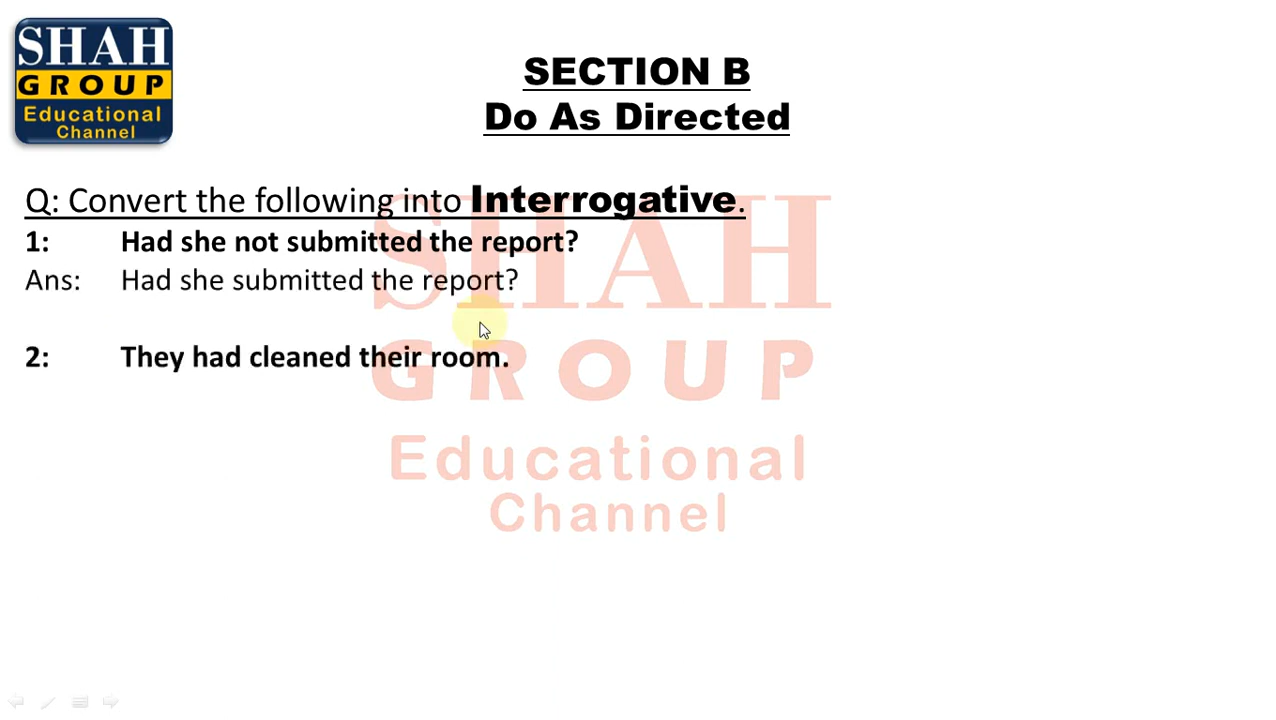 SHAH
GROUP
Educational
Channel
SECTION B
Do As Directed
Q: Convert the following into Interrogative.
1: Had she not submitted the report?
Ans: Had she submitted the report?
2: They had cleaned their room.
SHAH
GROUP
Educational
Channel